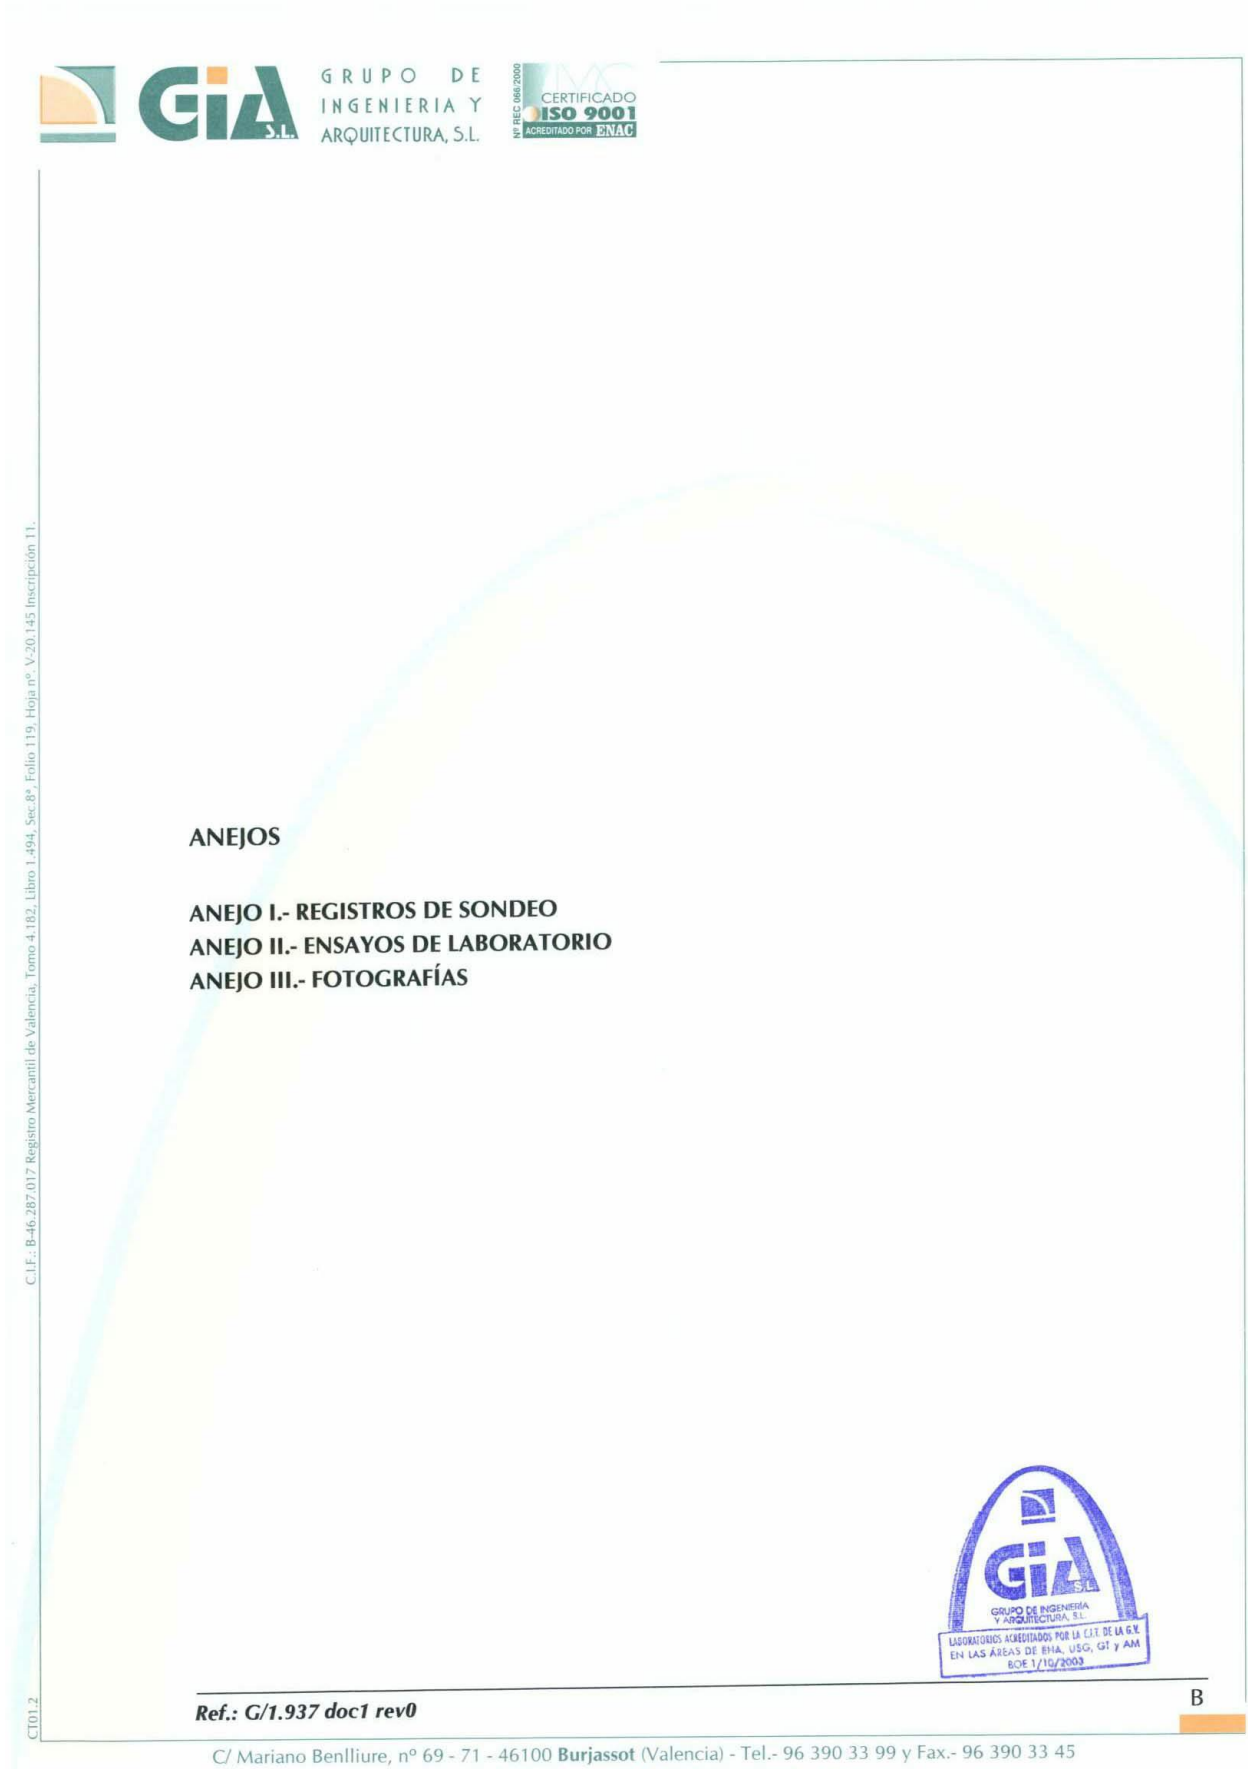 GiA
S.L.
GRUPO DE
INGENIERIA Y
ARQUITECTURA, S.L.
Nº REC 066/2000
CERTIFICADO
ISO 9001
ACREDITADO POR ENAC
C.I.F.: B-46.287.017 Registro Mercantil de Valencia, Tomo 4.182, Libro 1.494, Sec.8ª, Folio 119, Hoja nº. V-20.145 Inscripción 11.
ANEJOS
ANEJO I.- REGISTROS DE SONDEO
ANEJO II.- ENSAYOS DE LABORATORIO
ANEJO III.- FOTOGRAFÍAS
GiA
S.L
GRUPO DE INGENIERÍA
Y ARQUITECTURA, S.L.
LABORATORIOS ACREDITADOS POR LA C.I.T. DE LA G.V.
EN LAS ÁREAS DE EHA, USG, GT y AM
BOE 1/10/2003
CT01.2
Ref.: G/1.937 doc1 rev0
B
C/ Mariano Benlliure, nº 69 - 71 - 46100 Burjassot (Valencia) - Tel.- 96 390 33 99 y Fax.- 96 390 33 45